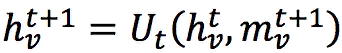 $h_v^{t+1} = U_t(h_v^t, m_v^{t+1})$